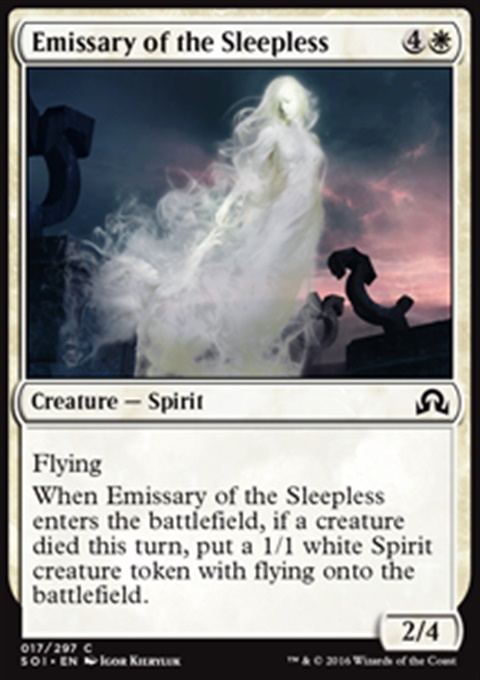 Emissary of the Sleepless 4
Creature — Spirit
Flying
When Emissary of the Sleepless
enters the battlefield, if a creature
died this turn, put a 1/1 white Spirit
creature token with flying onto the
battlefield.
2/4
017/297 C
SOI • EN Igor Kieryluk
™ & © 2016 Wizards of the Coast